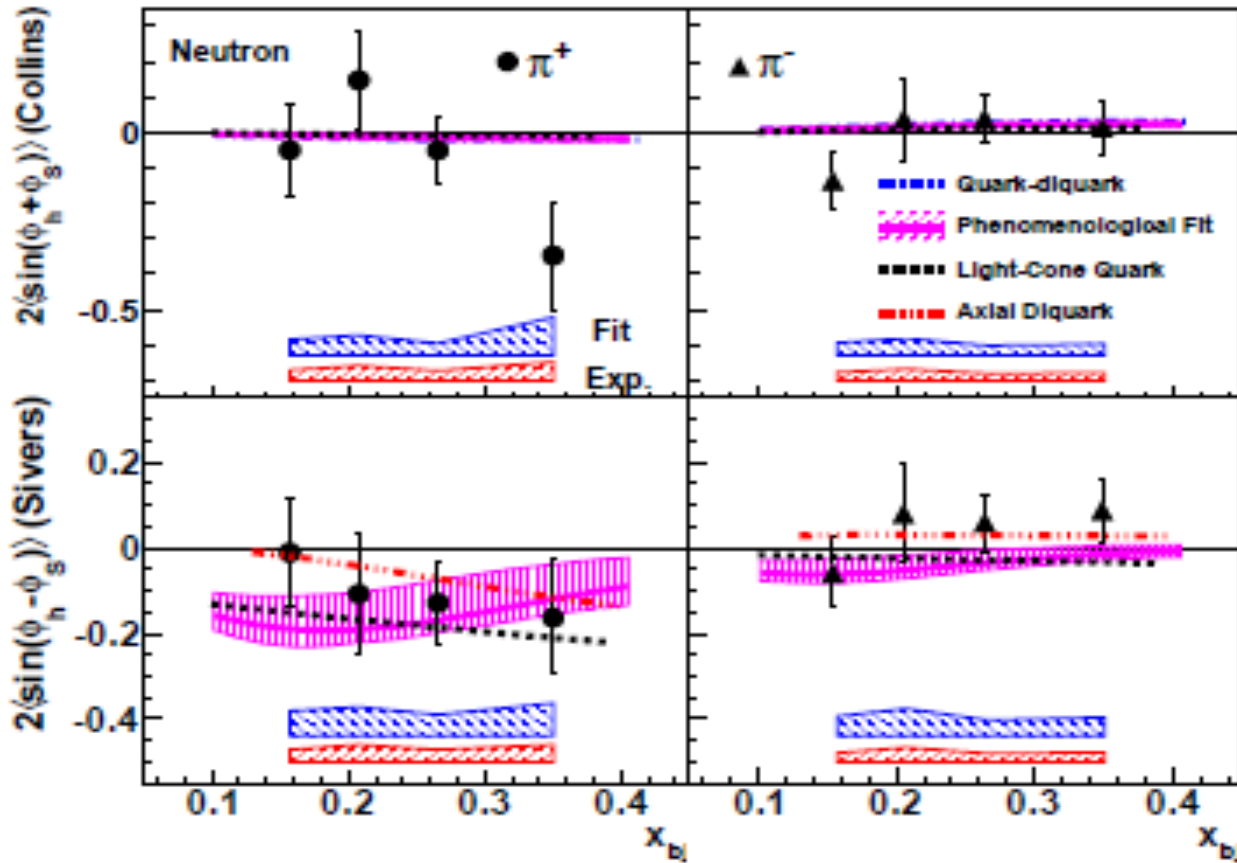 2⟨sin(ϕh+ϕS)⟩ (Collins)
Neutron
π+
π-
0
-0.5
Quark-diquark
Phenomenologioal Fit
Light-Cone Quark
Axial Diquark
Fit
Exp.
2⟨sin(ϕh-ϕS)⟩ (Sivers)
0.2
0
-0.2
-0.4
0.1 0.2 0.3 0.4
0.1 0.2 0.3 0.4
xbj
xbj